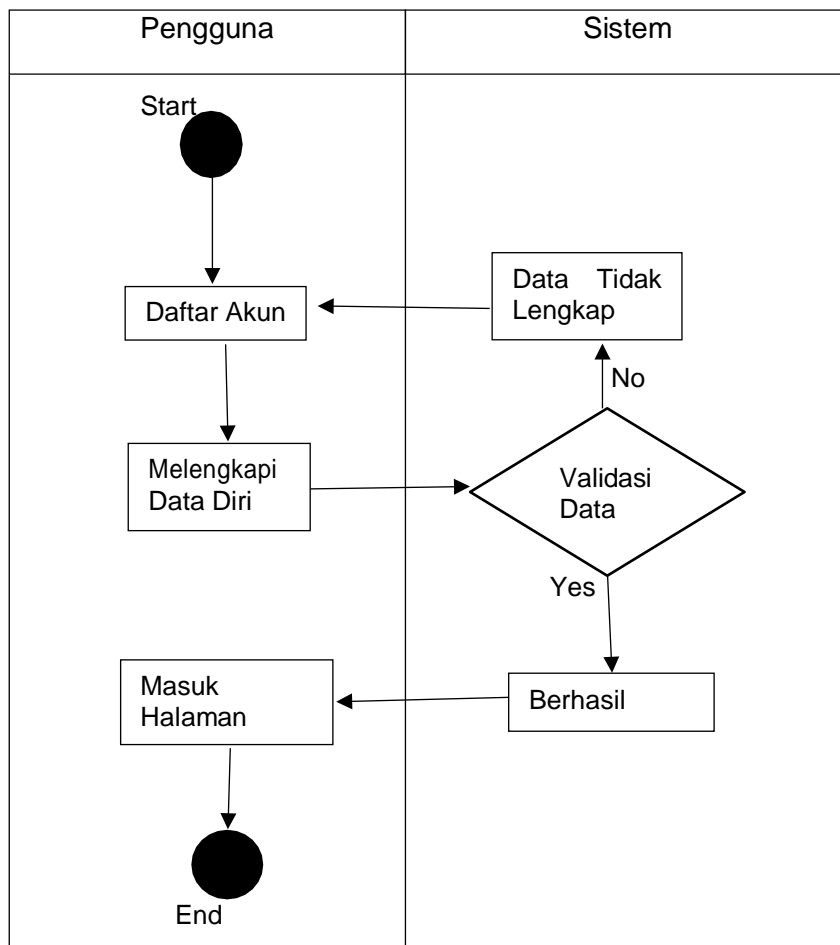 Pengguna
Sistem
Start
Data Tidak
Lengkap
Daftar Akun
No
Melengkapi
Data Diri
Validasi
Data
Yes
Masuk
Halaman
Berhasil
End